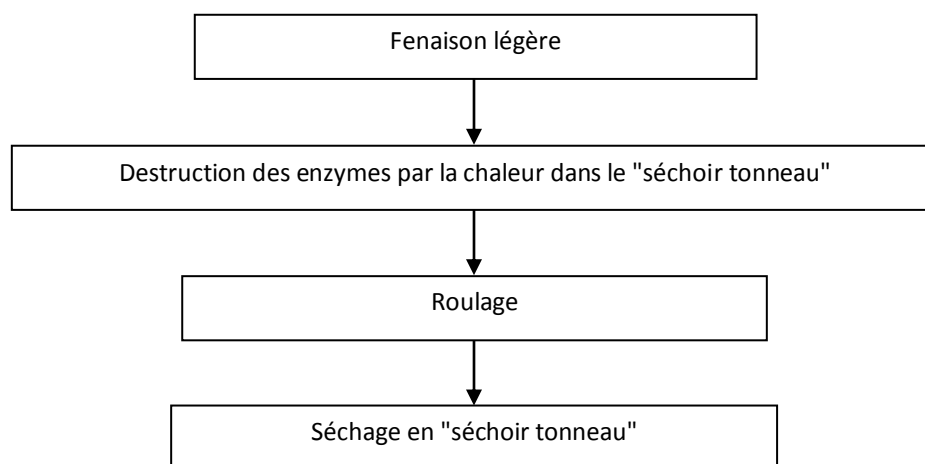 Fenaison légère
Destruction des enzymes par la chaleur dans le "séchoir tonneau"
Roulage
Séchage en "séchoir tonneau"